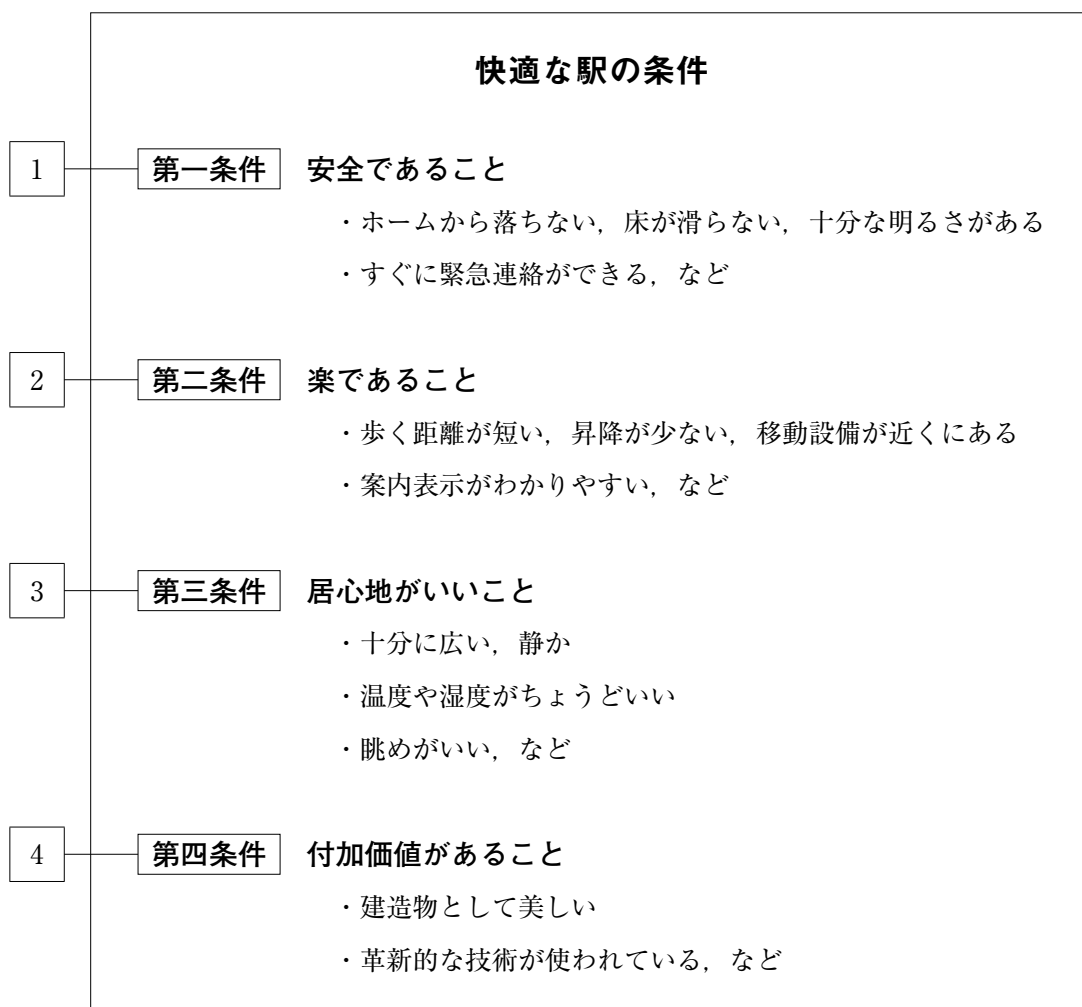 快適な駅の条件
1 第一条件 安全であること
・ホームから落ちない，床が滑らない，十分な明るさがある
・すぐに緊急連絡ができる，など
2 第二条件 楽であること
・歩く距離が短い，昇降が少ない，移動設備が近くにある
・案内表示がわかりやすい，など
3 第三条件 居心地がいいこと
・十分に広い，静か
・温度や湿度がちょうどいい
・眺めがいい，など
4 第四条件 付加価値があること
・建造物として美しい
・革新的な技術が使われている，など